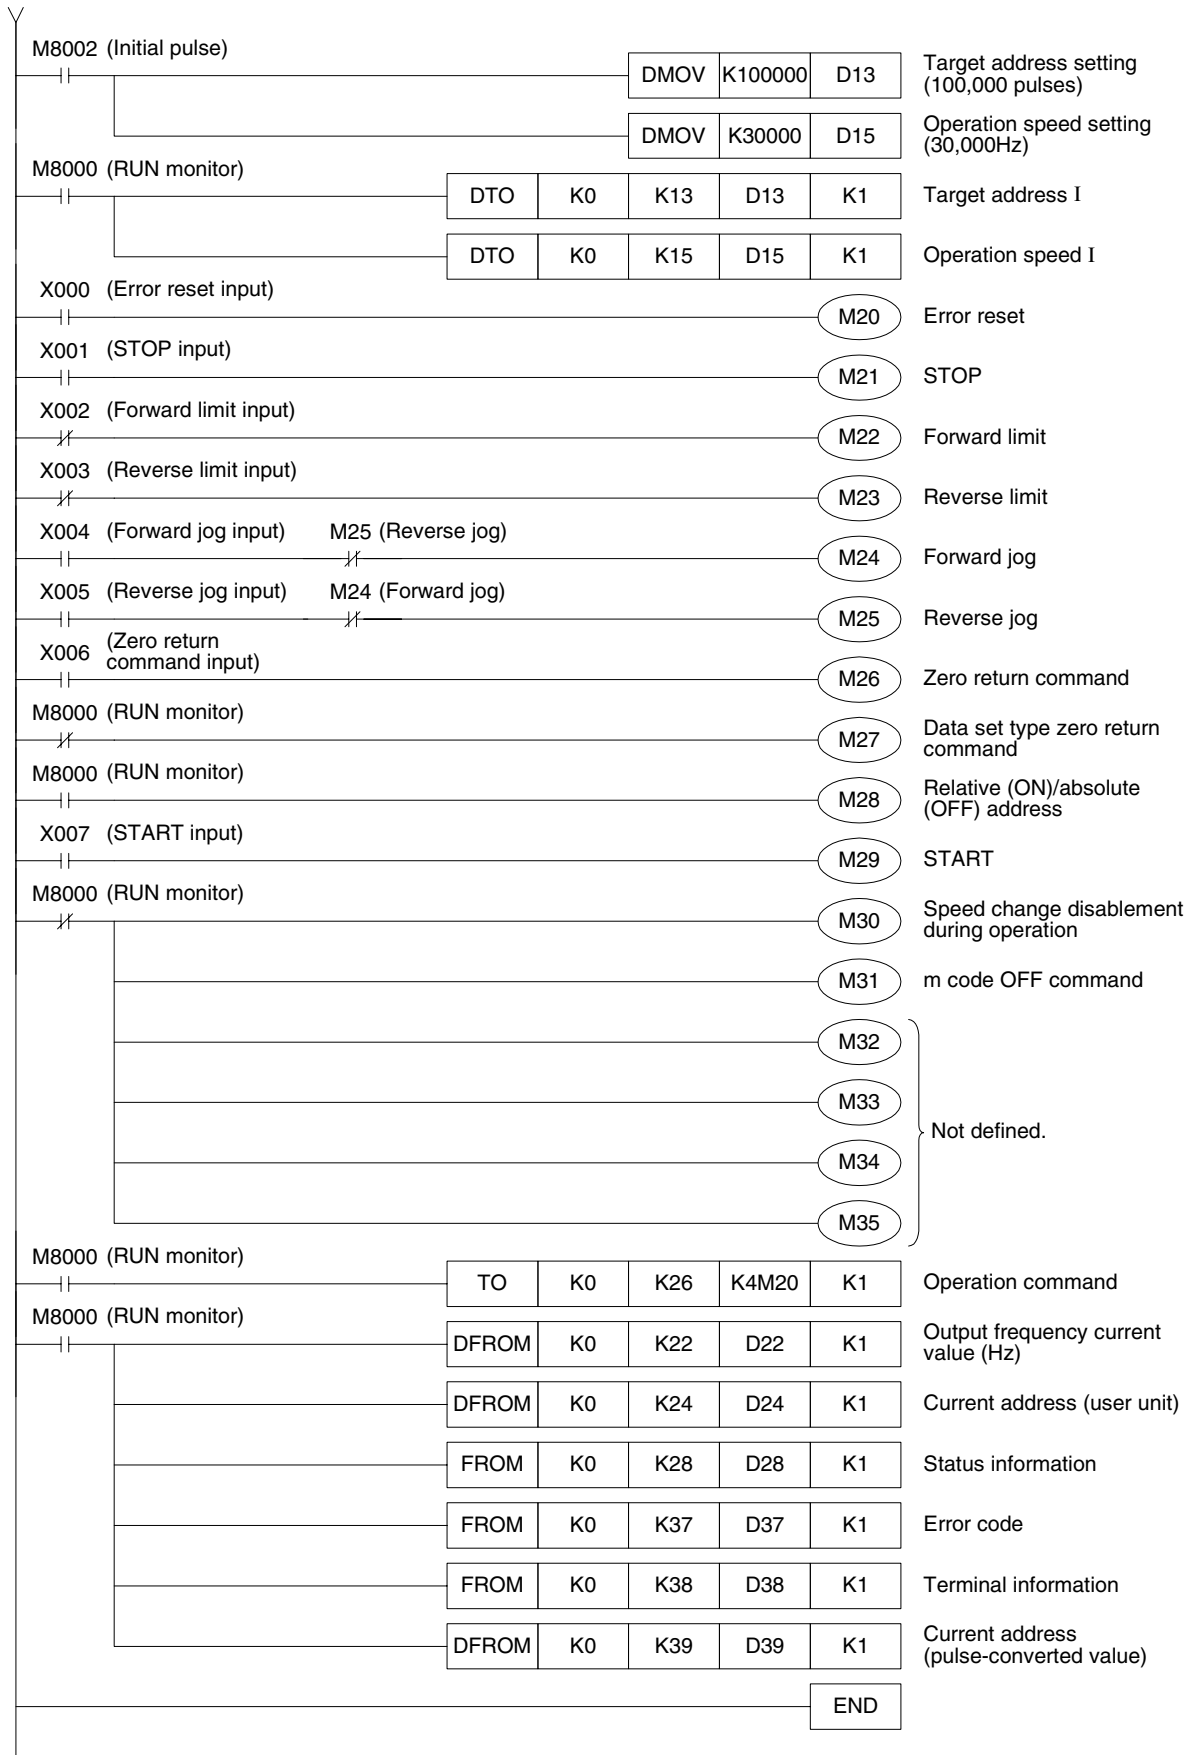 M8002 (Initial pulse)
DMOV K100000 D13 Target address setting
(100,000 pulses)
DMOV K30000 D15 Operation speed setting
(30,000Hz)
M8000 (RUN monitor)
DTO K0 K13 D13 K1 Target address I
DTO K0 K15 D15 K1 Operation speed I
X000 (Error reset input)
M20 Error reset
X001 (STOP input)
M21 STOP
X002 (Forward limit input)
M22 Forward limit
X003 (Reverse limit input)
M23 Reverse limit
X004 (Forward jog input) M25 (Reverse jog)
M24 Forward jog
X005 (Reverse jog input) M24 (Forward jog)
M25 Reverse jog
X006 (Zero return
command input)
M26 Zero return command
M8000 (RUN monitor)
M27 Data set type zero return
command
M8000 (RUN monitor)
M28 Relative (ON)/absolute
(OFF) address
X007 (START input)
M29 START
M8000 (RUN monitor)
M30 Speed change disablement
during operation
M31 m code OFF command
M32
M33
Not defined.
M34
M35
M8000 (RUN monitor)
TO K0 K26 K4M20 K1 Operation command
M8000 (RUN monitor)
DFROM K0 K22 D22 K1 Output frequency current
value (Hz)
DFROM K0 K24 D24 K1 Current address (user unit)
FROM K0 K28 D28 K1 Status information
FROM K0 K37 D37 K1 Error code
FROM K0 K38 D38 K1 Terminal information
DFROM K0 K39 D39 K1 Current address
(pulse-converted value)
END